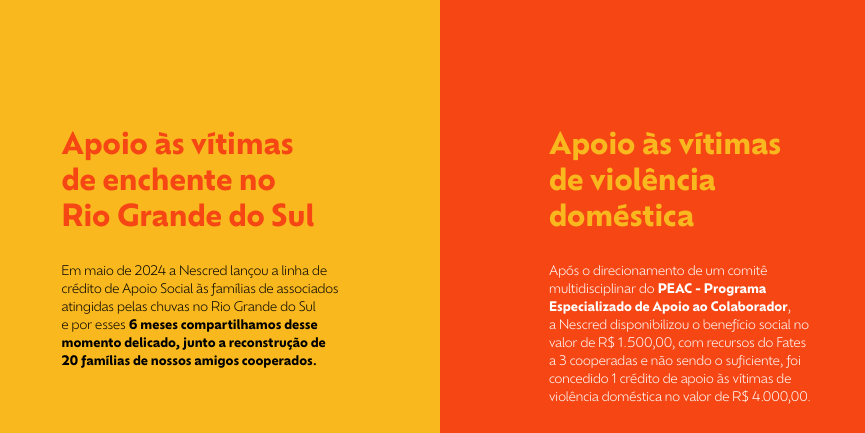 Apoio às vítimas
de enchente no
Rio Grande do Sul
Em maio de 2024 a Nescred lançou a linha de
crédito de Apoio Social às famílias de associados
atingidas pelas chuvas no Rio Grande do Sul
e por esses 6 meses compartilhamos desse
momento delicado, junto a reconstrução de
20 famílias de nossos amigos cooperados.
Apoio às vítimas
de violência
doméstica
Após o direcionamento de um comitê
multidisciplinar do PEAC - Programa
Especializado de Apoio ao Colaborador,
a Nescred disponibilizou o benefício social no
valor de R$ 1.500,00, com recursos do Fates
a 3 cooperadas e não sendo o suficiente, foi
concedido 1 crédito de apoio às vítimas de
violência doméstica no valor de R$ 4.000,00.